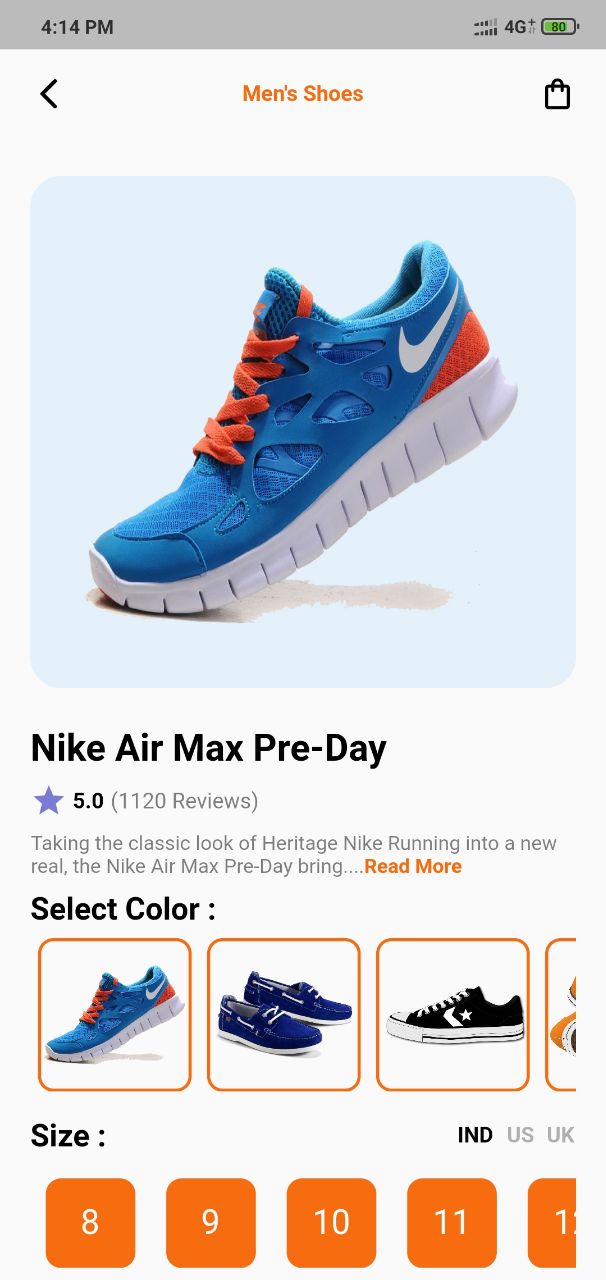 4:14 PM
4G+ 80
Men's Shoes
Nike Air Max Pre-Day
5.0 (1120 Reviews)
Taking the classic look of Heritage Nike Running into a new
real, the Nike Air Max Pre-Day bring....Read More
Select Color :
Size :
IND US UK
8 9 10 11